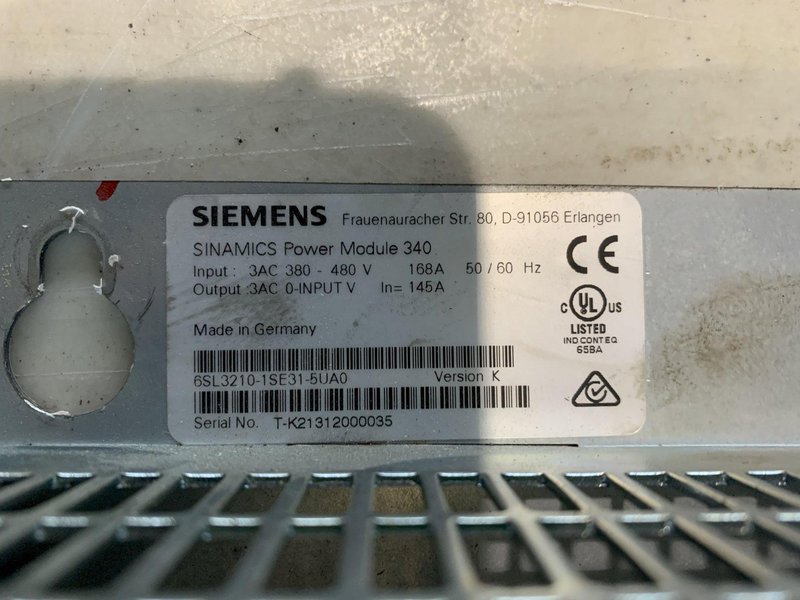 SIEMENS Frauenauracher Str. 80, D-91056 Erlangen
SINAMICS Power Module 340
Input : 3AC 380 - 480 V 168A 50 / 60 Hz
Output :3AC 0-INPUT V In= 145A
CE
Made in Germany
C UL US
LISTED
IND CONT EQ
65BA
6SL3210-1SE31-5UA0 Version K
Serial No. T-K21312000035